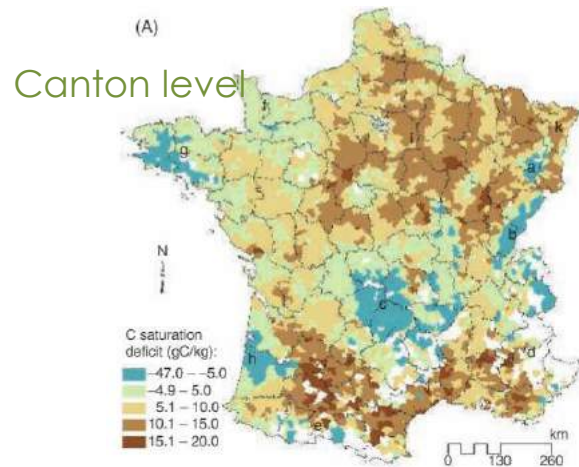 (A)
Canton level
f
k
g
i
a
s
b
N
c
d
h
e
C saturation
deficit (gC/kg):
−47.0 – −5.0
−4.9 – 5.0
5.1 – 10.0
10.1 – 15.0
15.1 – 20.0
km
0 130 260